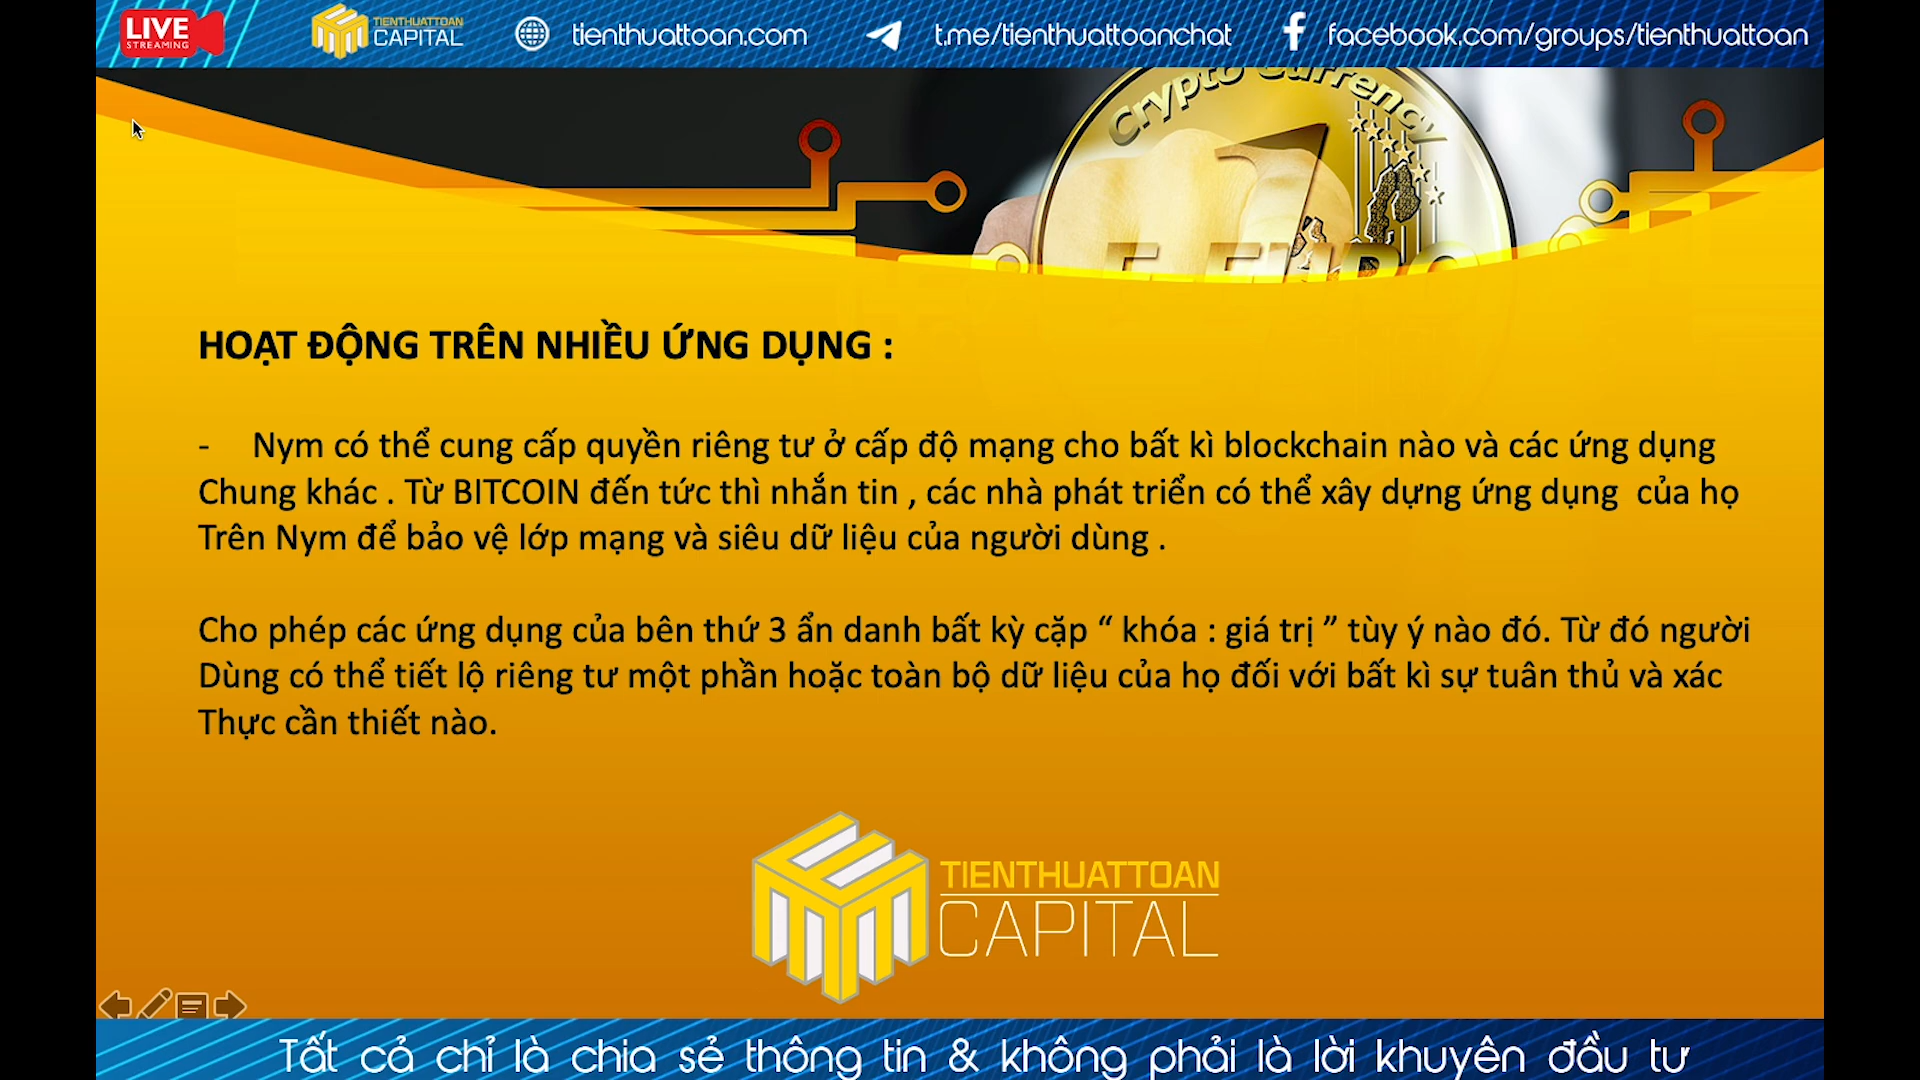 LIVE
STREAMING
TIENTHUATTOAN
CAPITAL
tienthuattoan.com
t.me/tienthuattoanchat
facebook.com/groups/tienthuattoan
Crypto Currency
1
HOẠT ĐỘNG TRÊN NHIỀU ỨNG DỤNG :
- Nym có thể cung cấp quyền riêng tư ở cấp độ mạng cho bất kì blockchain nào và các ứng dụng
Chung khác . Từ BITCOIN đến tức thì nhắn tin , các nhà phát triển có thể xây dựng ứng dụng của họ
Trên Nym để bảo vệ lớp mạng và siêu dữ liệu của người dùng .
Cho phép các ứng dụng của bên thứ 3 ẩn danh bất kỳ cặp “ khóa : giá trị ” tùy ý nào đó. Từ đó người
Dùng có thể tiết lộ riêng tư một phần hoặc toàn bộ dữ liệu của họ đối với bất kì sự tuân thủ và xác
Thực cần thiết nào.
TIENTHUATTOAN
CAPITAL
Tất cả chỉ là chia sẻ thông tin & không phải là lời khuyên đầu tư